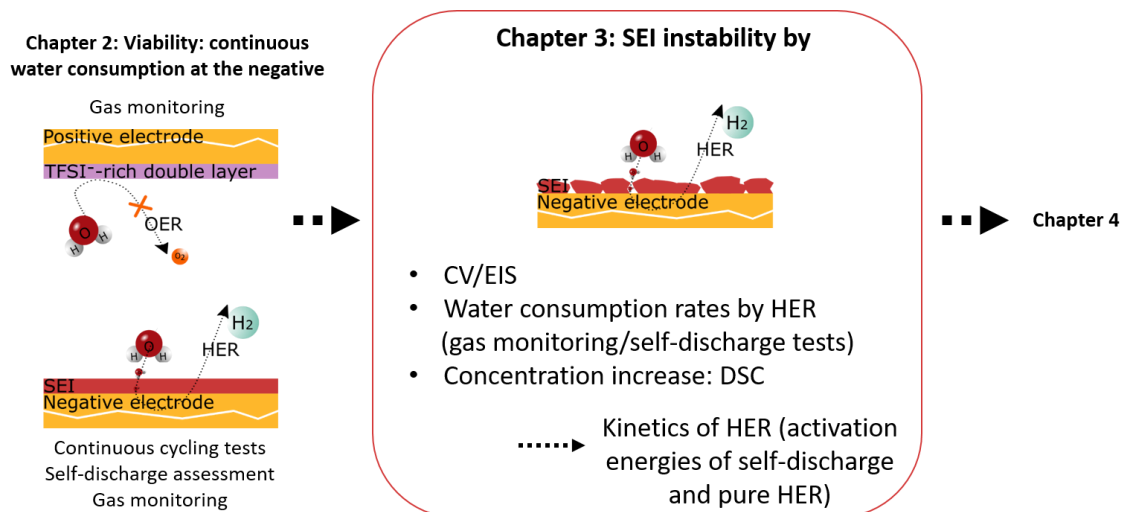 Chapter 2: Viability: continuous
water consumption at the negative
Gas monitoring
Positive electrode
TFSI⁻-rich double layer
OER
O
H
H
O₂
H₂
HER
O
H
H
SEI
Negative electrode
Continuous cycling tests
Self-discharge assessment
Gas monitoring
Chapter 3: SEI instability by
H₂
HER
O
H
H
SEI
Negative electrode
• CV/EIS
• Water consumption rates by HER
(gas monitoring/self-discharge tests)
• Concentration increase: DSC
Kinetics of HER (activation
energies of self-discharge
and pure HER)
Chapter 4